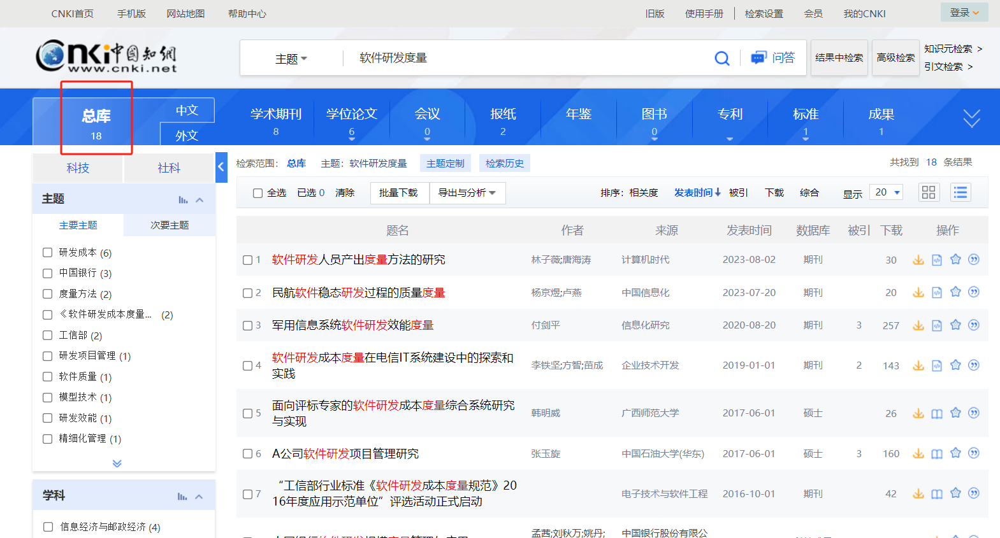 CNKI首页 手机版 网站地图 帮助中心 旧版 使用手册 检索设置 会员 我的CNKI 登录
Cnki中国知网
www.cnki.net
主题 软件研发度量 问答 结果中检索 高级检索 知识元检索 >
引文检索 >
总库 18 中文 外文
学术期刊 8 学位论文 6 会议 0 报纸 2 年鉴 图书 0 专利 标准 1 成果 1
科技 社科
主题
主要主题 次要主题
研发成本 (6)
中国银行 (3)
度量方法 (2)
《软件研发成本度量... (2)
工信部 (2)
研发项目管理 (1)
软件质量 (1)
模型技术 (1)
研发效能 (1)
精细化管理 (1)
学科
信息经济与邮政经济 (4)
检索范围: 总库 主题: 软件研发度量 主题定制 检索历史 共找到 18 条结果
全选 已选 0 清除 批量下载 导出与分析 排序: 相关度 发表时间↓ 被引 下载 综合 显示 20
题名 作者 来源 发表时间 数据库 被引 下载 操作
1 软件研发人员产出度量方法的研究 林子薇;唐海涛 计算机时代 2023-08-02 期刊 30
2 民航软件稳态研发过程的质量度量 杨京煜;卢燕 中国信息化 2023-07-20 期刊 20
3 军用信息系统软件研发效能度量 付剑平 信息化研究 2020-08-20 期刊 3 257
4 软件研发成本度量在电信IT系统建设中的探索和
实践 李铁坚;方智;苗成 企业技术开发 2019-01-01 期刊 2 143
5 面向评标专家的软件研发成本度量综合系统研究
与实现 韩明威 广西师范大学 2017-06-01 硕士 26
6 A公司软件研发项目管理研究 张玉旋 中国石油大学(华东) 2017-06-01 硕士 3 160
7 “工信部行业标准《软件研发成本度量规范》20
16年度应用示范单位”评选活动正式启动 电子技术与软件工程 2016-10-01 期刊 42
孟茜;刘秋万;姚丹; 中国银行股份有限公